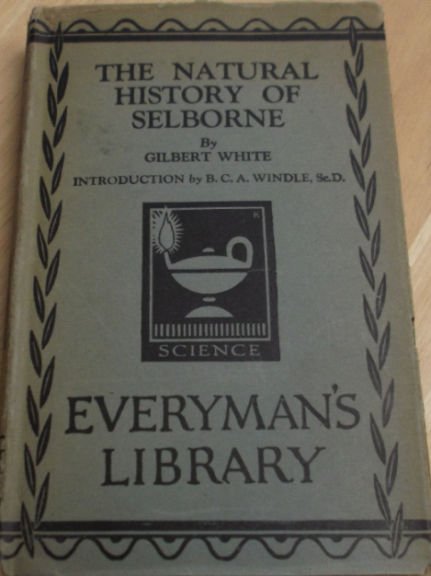 THE NATURAL
HISTORY OF
SELBORNE
By
GILBERT WHITE
INTRODUCTION by B. C. A. WINDLE, Sc.D.
K
SCIENCE
EVERYMAN'S
LIBRARY